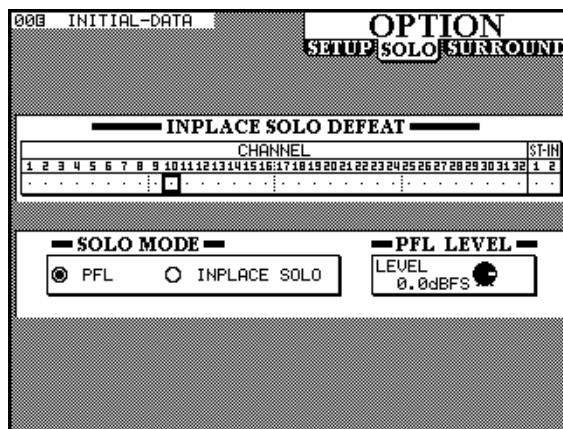 00 INITIAL-DATA
OPTION
SETUP SOLO SURROUND
INPLACE SOLO DEFEAT
CHANNEL ST-IN
1 2 3 4 5 6 7 8 9 10 11 12 13 14 15 16 17 18 19 20 21 22 23 24 25 26 27 28 29 30 31 32 1 2
SOLO MODE PFL LEVEL
PFL INPLACE SOLO LEVEL
0.0dBFS